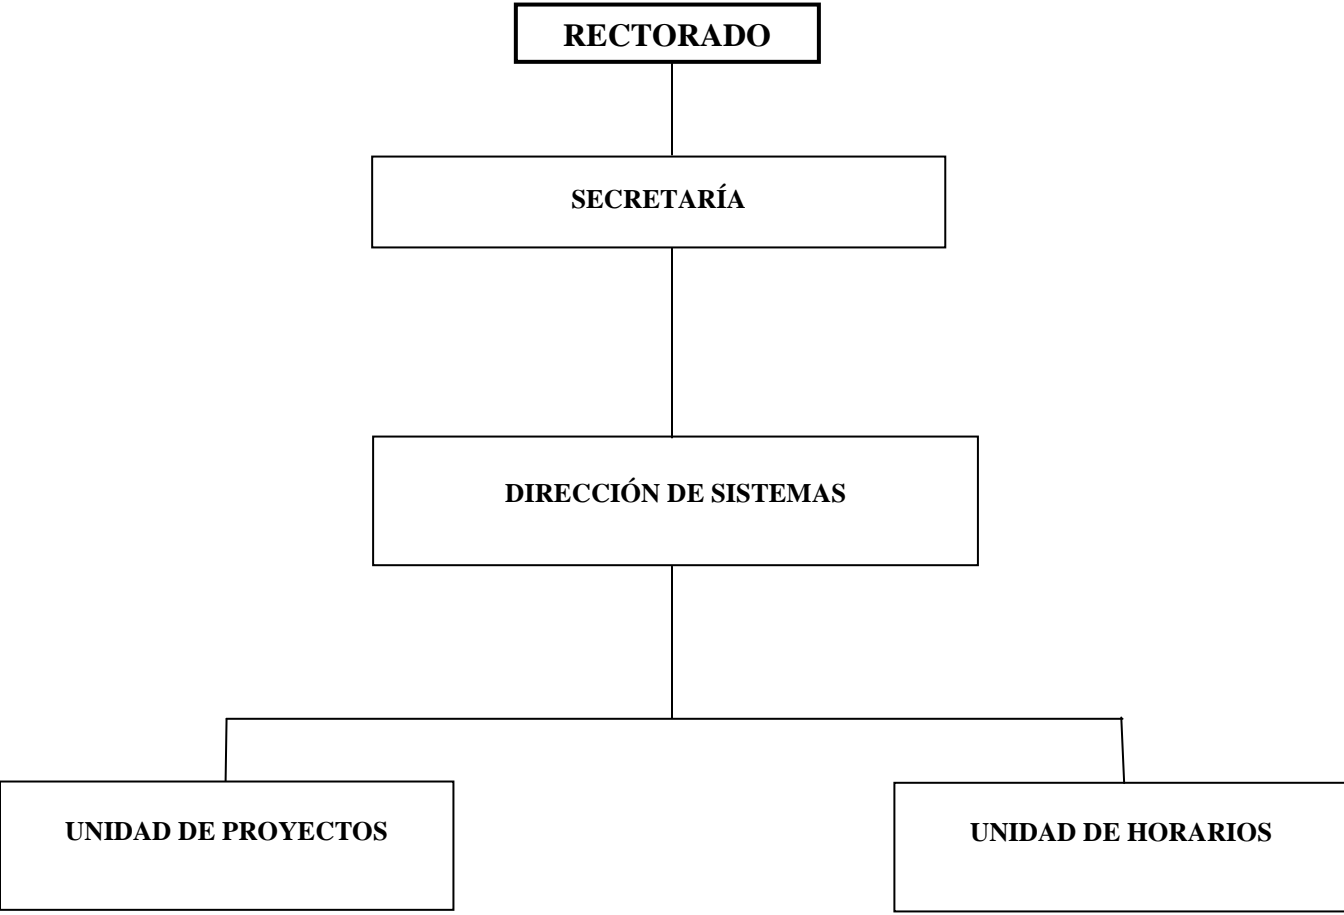 RECTORADO
SECRETARÍA
DIRECCIÓN DE SISTEMAS
UNIDAD DE PROYECTOS
UNIDAD DE HORARIOS